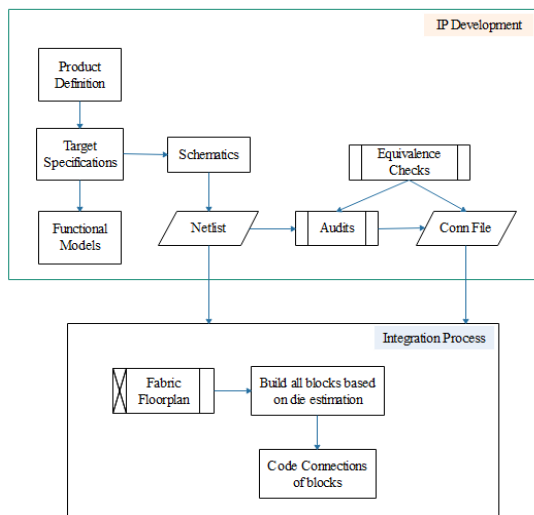 IP Development
Product
Definition
Target
Specifications
Schematics
Equivalence
Checks
Functional
Models
Netlist
Audits
Conn File
Integration Process
Fabric
Floorplan
Build all blocks based
on die estimation
Code Connections
of blocks